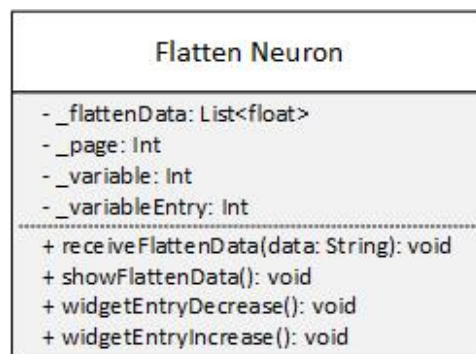 Flatten Neuron
- _flattenData: List<float>
- _page: Int
- _variable: Int
- _variableEntry: Int
+ receiveFlattenData(data: String): void
+ showFlattenData(): void
+ widgetEntryDecrease(): void
+ widgetEntryIncrease(): void